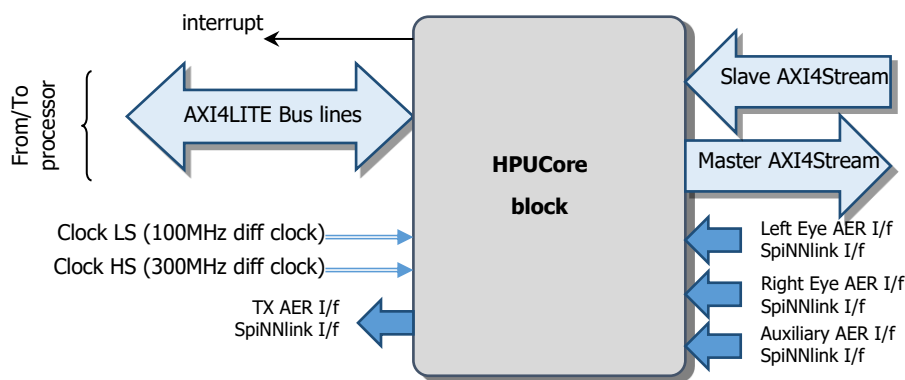 interrupt
From/To
processor
AXI4LITE Bus lines
Clock LS (100MHz diff clock)
Clock HS (300MHz diff clock)
TX AER I/f
SpiNNlink I/f
HPUCore
block
Slave AXI4Stream
Master AXI4Stream
Left Eye AER I/f
SpiNNlink I/f
Right Eye AER I/f
SpiNNlink I/f
Auxiliary AER I/f
SpiNNlink I/f